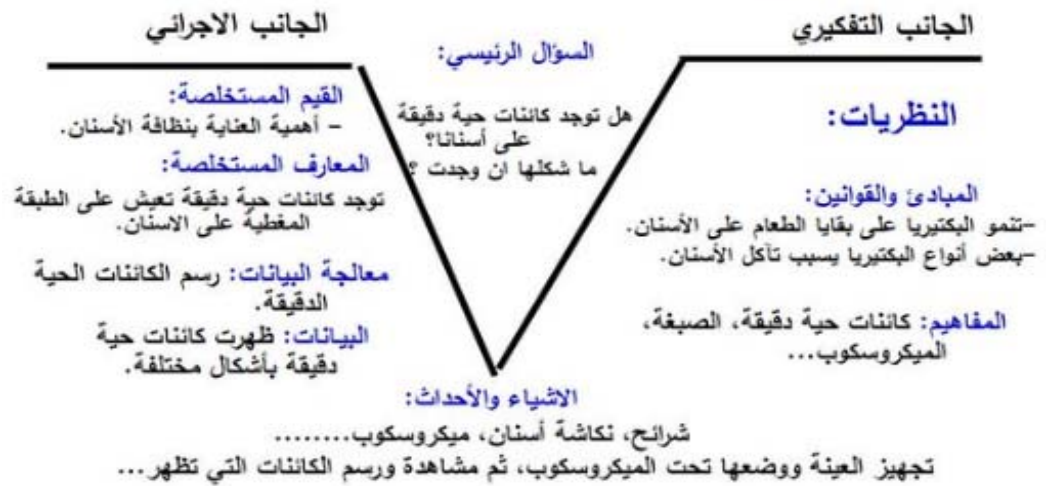 الجانب التفكيري
النظريات:
المبادئ والقوانين:
-تنمو البكتيريا على بقايا الطعام على الأسنان.
-بعض أنواع البكتيريا يسبب تآكل الأسنان.
المفاهيم: كائنات حية دقيقة، الصبغة،
الميكروسكوب...
السؤال الرئيسي:
هل توجد كائنات حية دقيقة
على أسنانا؟
ما شكلها ان وجدت ؟
الجانب الاجرائي
القيم المستخلصة:
- أهمية العناية بنظافة الأسنان.
المعارف المستخلصة:
توجد كائنات حية دقيقة تعيش على الطبقة
المغطية على الاسنان.
معالجة البيانات: رسم الكائنات الحية
الدقيقة.
البيانات: ظهرت كائنات حية
دقيقة بأشكال مختلفة.
الاشياء والأحداث:
شرائح، نكاشة أسنان، ميكروسكوب........
تجهيز العينة ووضعها تحت الميكروسكوب، ثم مشاهدة ورسم الكائنات التي تظهر...